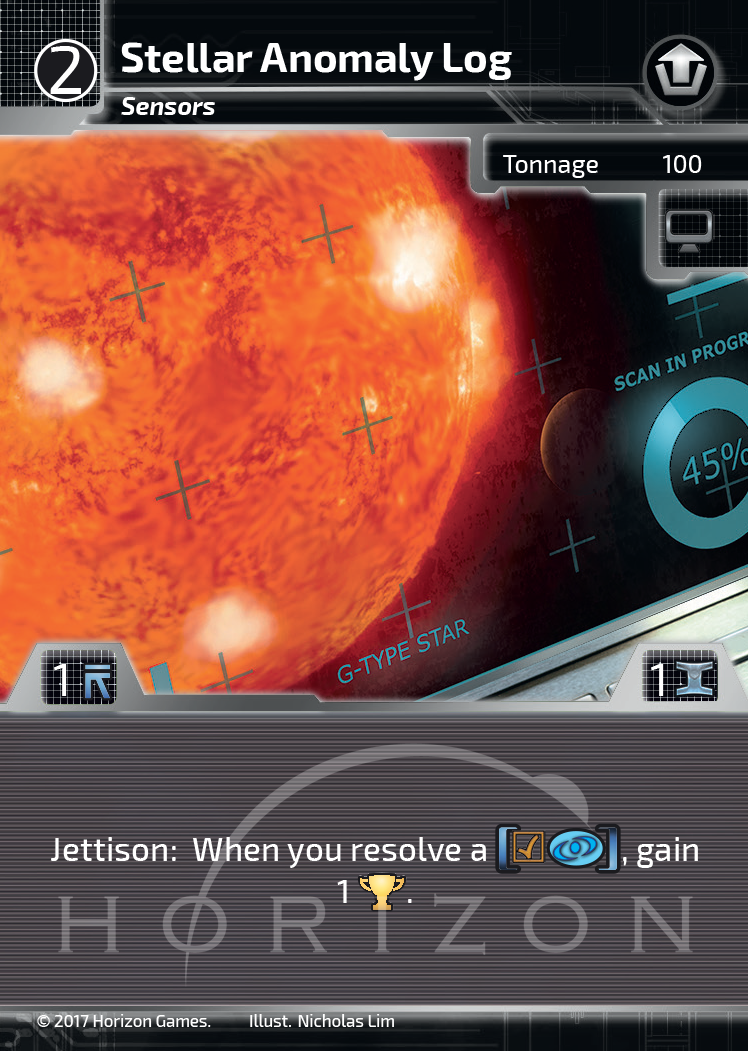 2 Stellar Anomaly Log
Sensors
Tonnage 100
SCAN IN PROGR
45%
G-TYPE STAR
1 1
Jettison: When you resolve a [ ], gain
1 .
HORIZON
© 2017 Horizon Games. Illust. Nicholas Lim